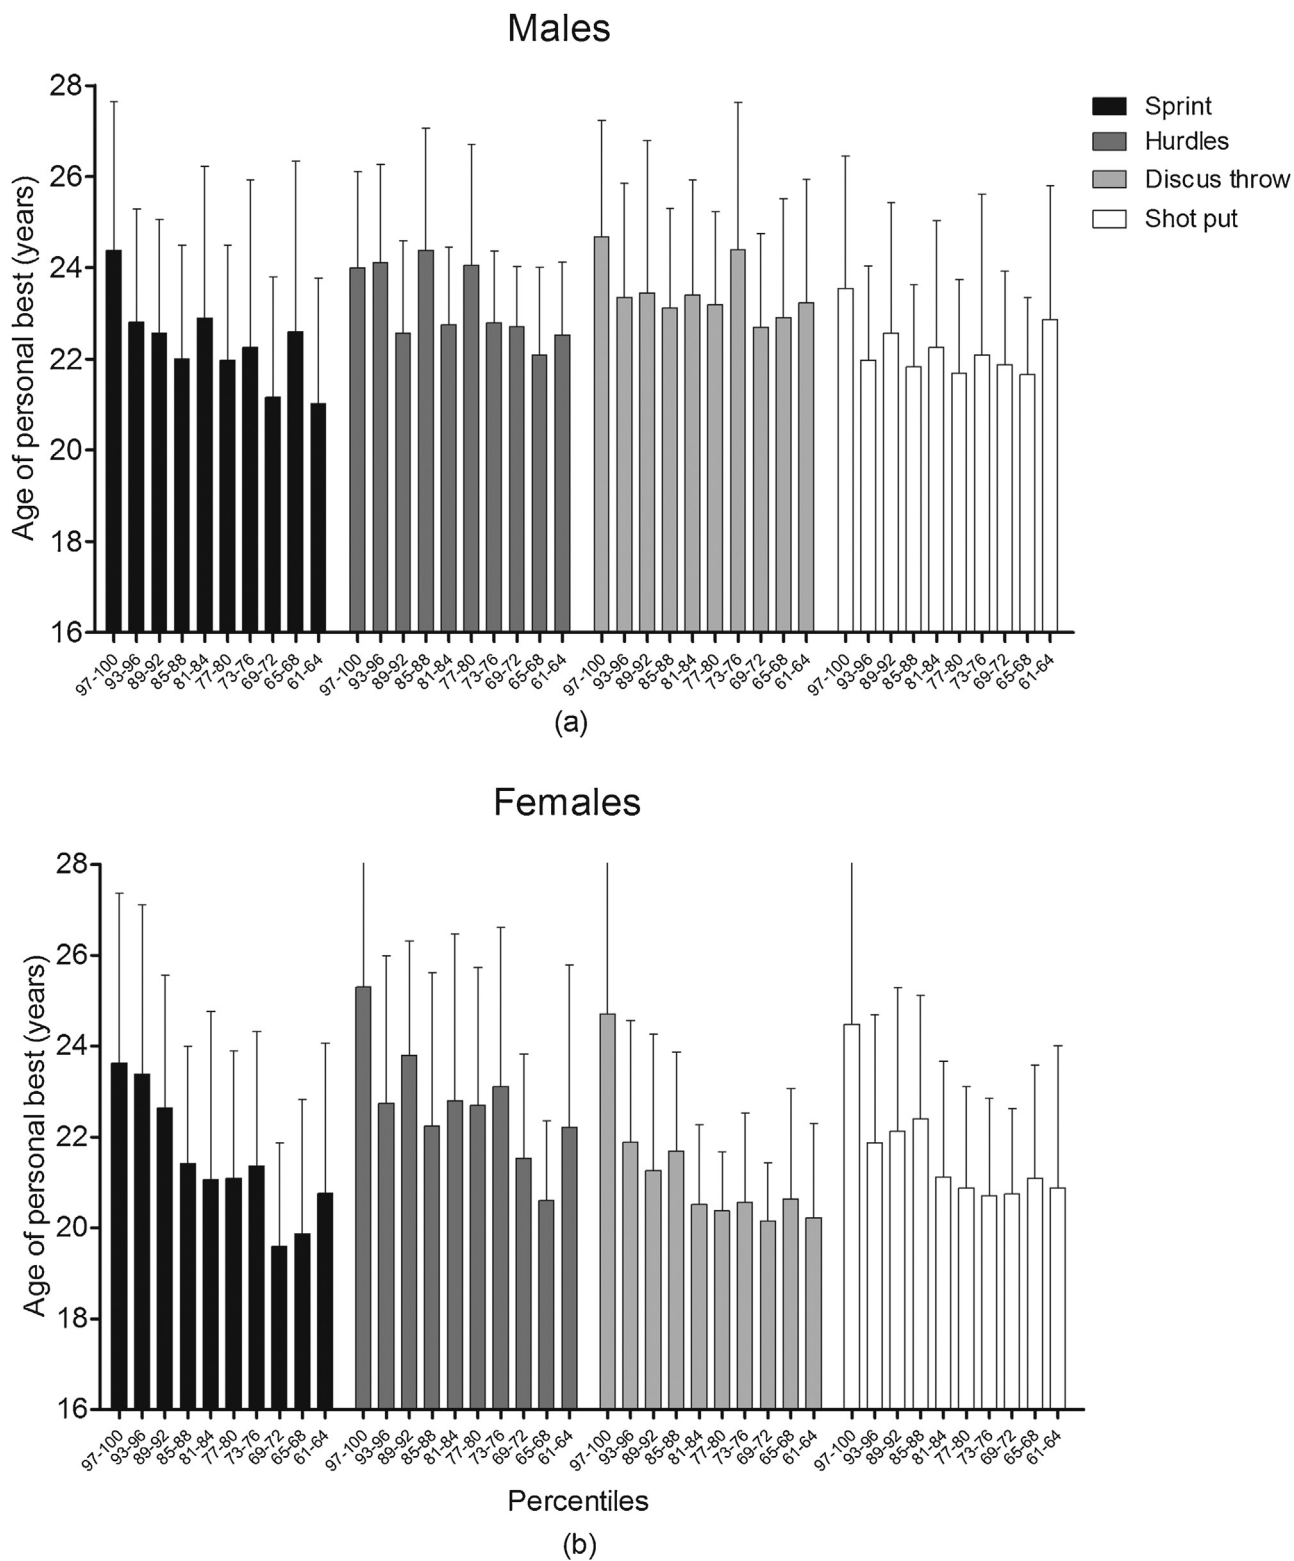 Males
28
26
24
22
20
18
16
Age of personal best (years)
Sprint
Hurdles
Discus throw
Shot put
97-100 93-96 89-92 85-88 81-84 77-80 73-76 69-72 65-68 61-64 97-100 93-96 89-92 85-88 81-84 77-80 73-76 69-72 65-68 61-64 97-100 93-96 89-92 85-88 81-84 77-80 73-76 69-72 65-68 61-64 97-100 93-96 89-92 85-88 81-84 77-80 73-76 69-72 65-68 61-64
(a)
Females
28
26
24
22
20
18
16
Age of personal best (years)
97-100 93-96 89-92 85-88 81-84 77-80 73-76 69-72 65-68 61-64 97-100 93-96 89-92 85-88 81-84 77-80 73-76 69-72 65-68 61-64 97-100 93-96 89-92 85-88 81-84 77-80 73-76 69-72 65-68 61-64 97-100 93-96 89-92 85-88 81-84 77-80 73-76 69-72 65-68 61-64
Percentiles
(b)